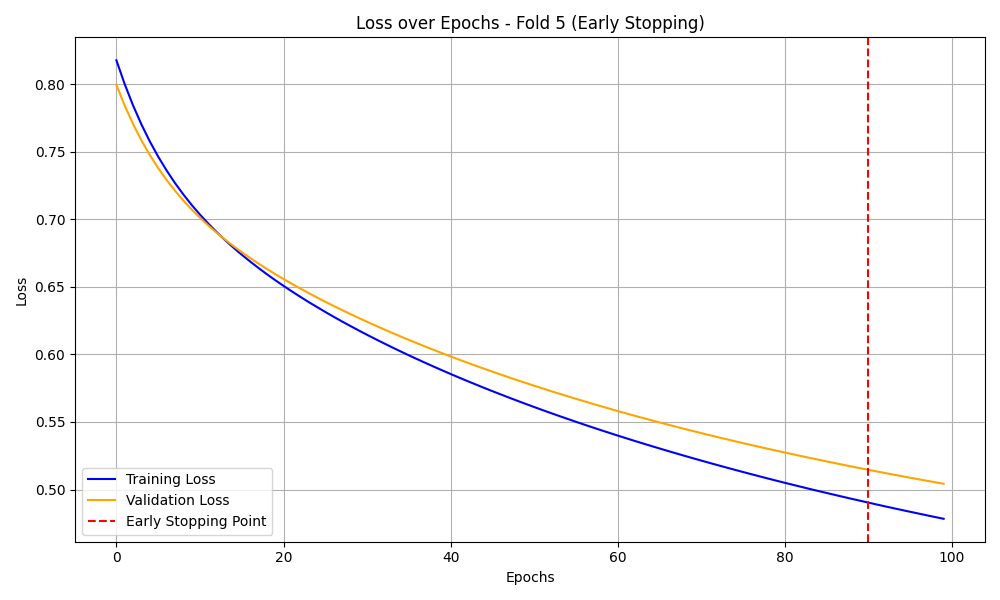 Loss over Epochs - Fold 5 (Early Stopping)
0.80
0.75
0.70
0.65
0.60
0.55
0.50
Loss
Training Loss
Validation Loss
Early Stopping Point
0 20 40 60 80 100
Epochs